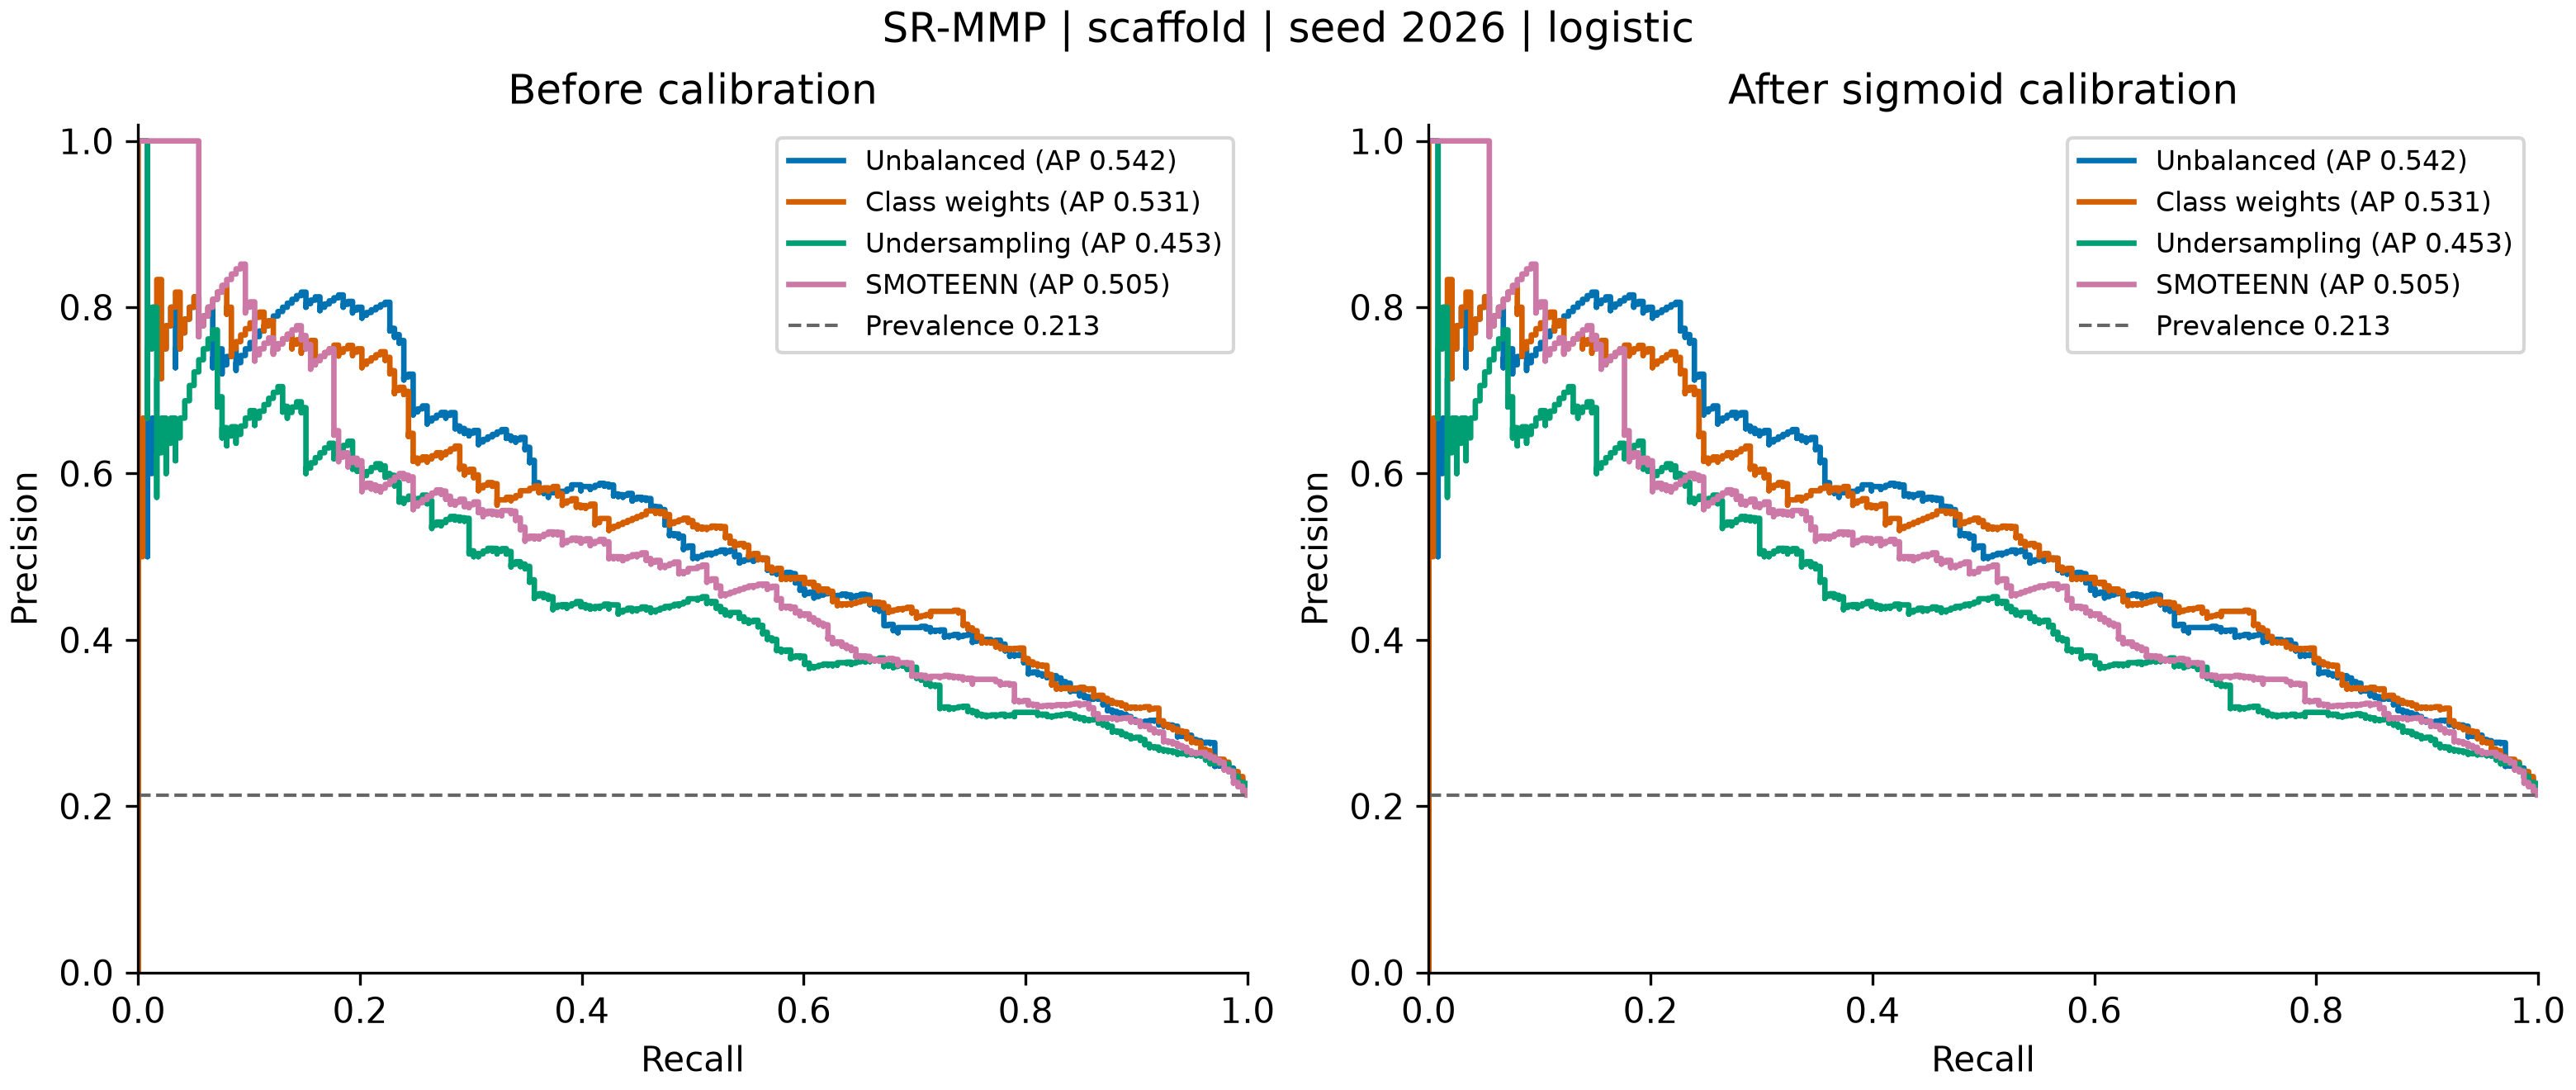 SR-MMP | scaffold | seed 2026 | logistic
Before calibration
1.0
0.8
0.6
0.4
0.2
0.0
Precision
Unbalanced (AP 0.542)
Class weights (AP 0.531)
Undersampling (AP 0.453)
SMOTEENN (AP 0.505)
Prevalence 0.213
0.0 0.2 0.4 0.6 0.8 1.0
Recall
After sigmoid calibration
1.0
0.8
0.6
0.4
0.2
0.0
Precision
Unbalanced (AP 0.542)
Class weights (AP 0.531)
Undersampling (AP 0.453)
SMOTEENN (AP 0.505)
Prevalence 0.213
0.0 0.2 0.4 0.6 0.8 1.0
Recall